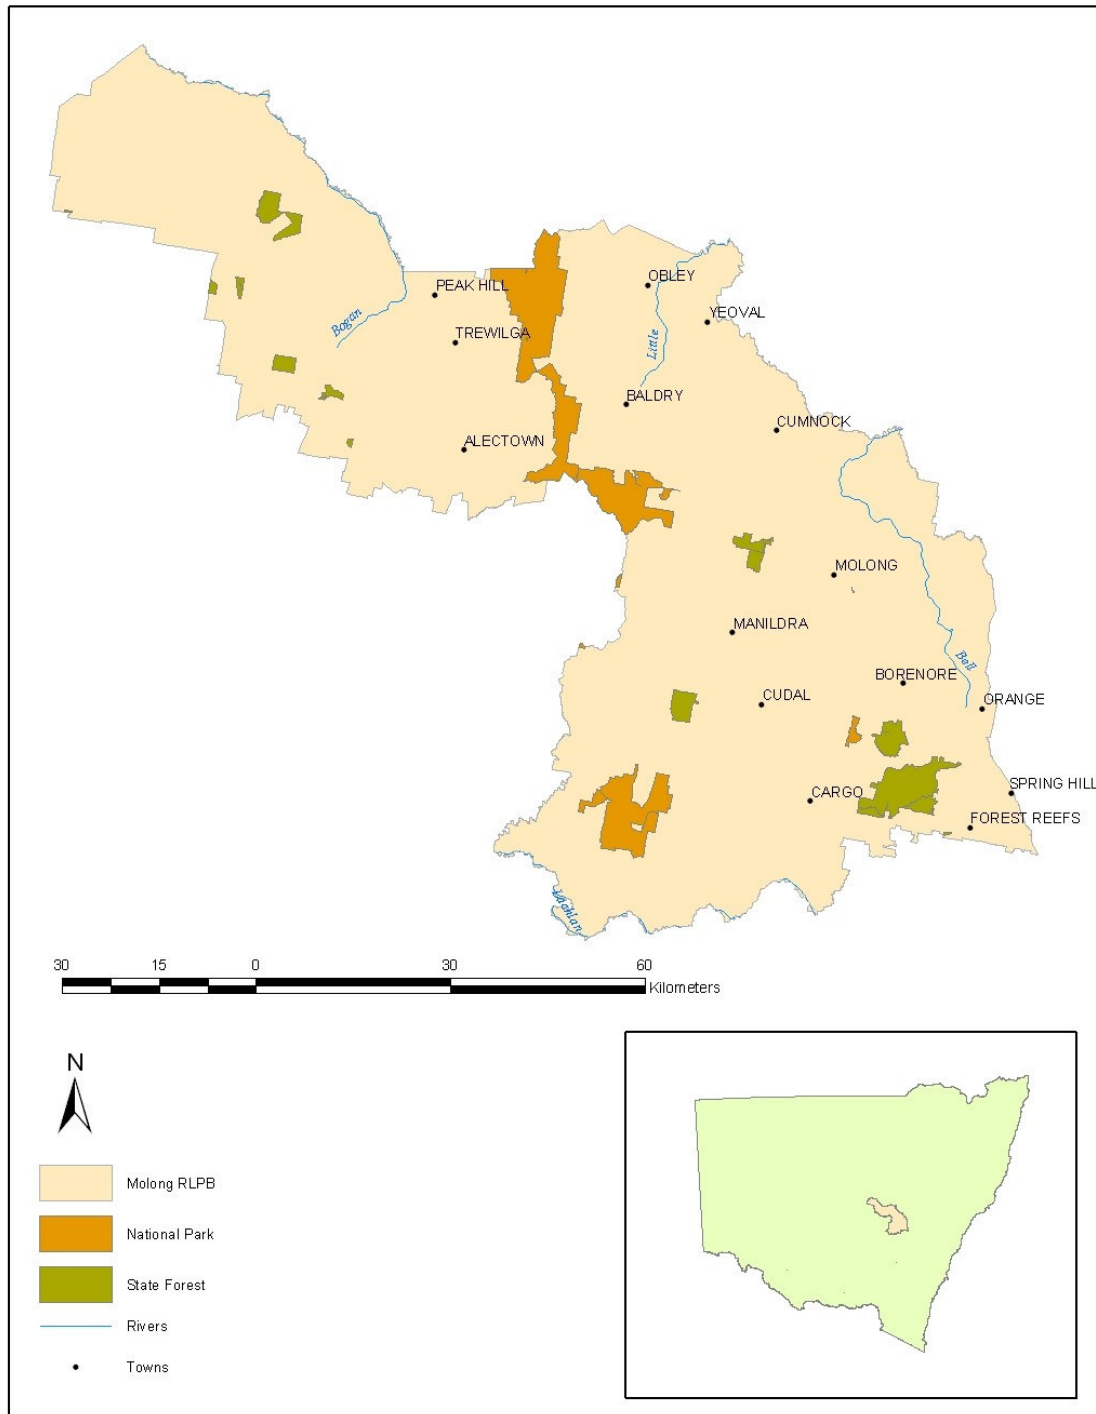 OBLEY
PEAK HILL
YEOVAL
Bogan
TREWILGA
Little
BALDRY
CUMNOCK
ALECTOWN
MOLONG
MANILDRA
Bell
BORENORE
CUDAL
ORANGE
SPRING HILL
CARGO
FOREST REEFS
Lachlan
30 15 0 30 60
Kilometers
N
Molong RLPB
National Park
State Forest
Rivers
Towns